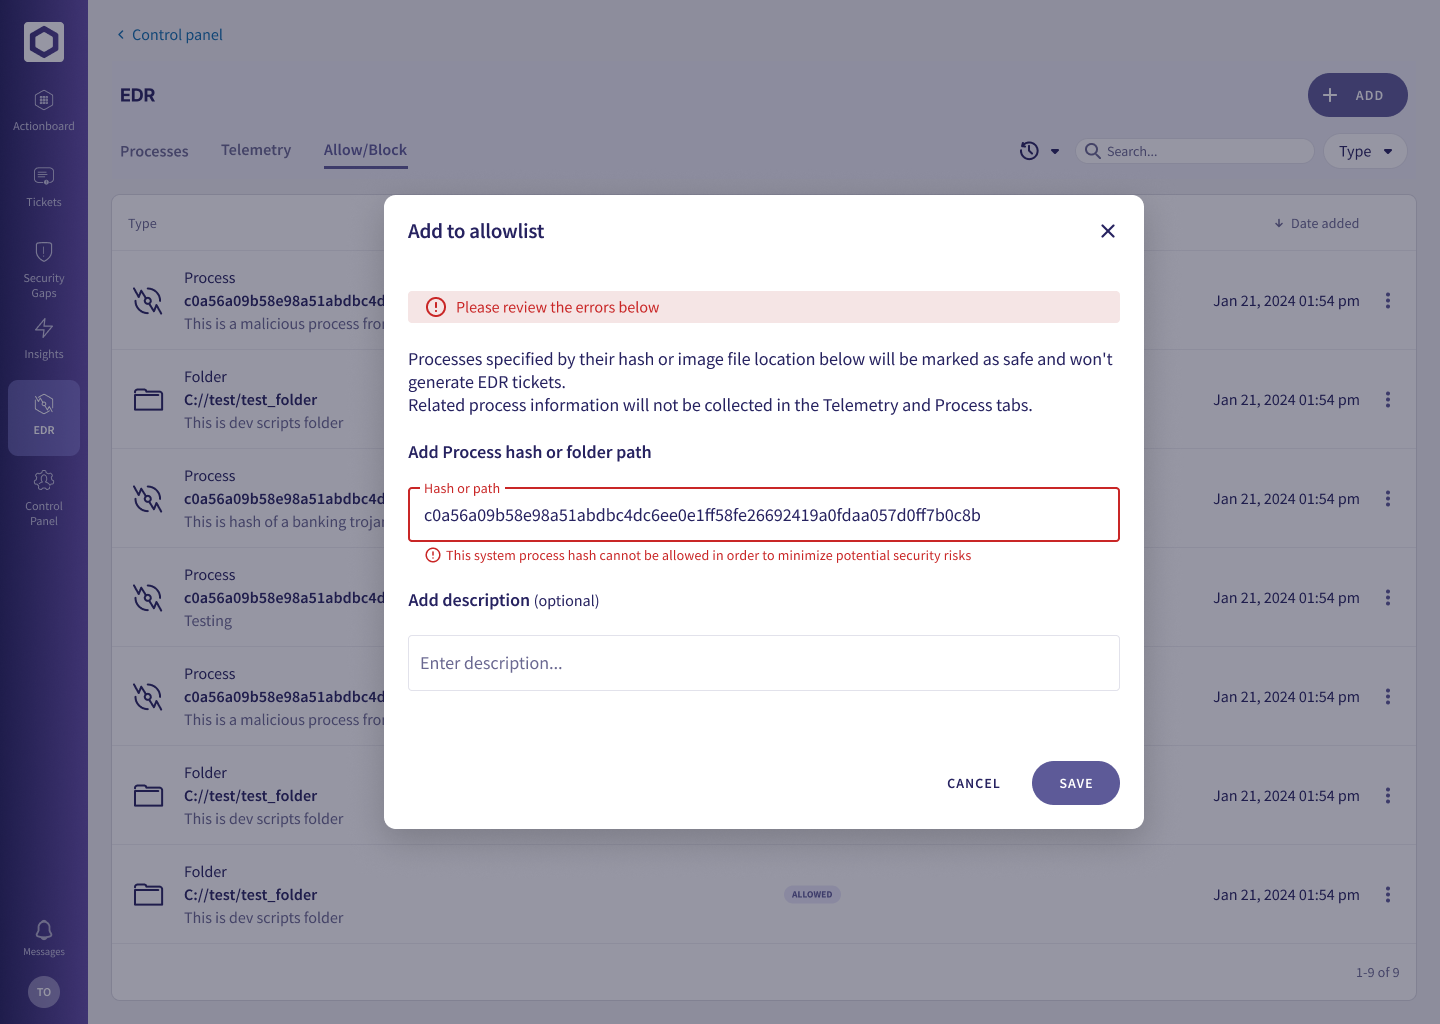 Control panel
EDR
ADD
Actionboard
Processes
Telemetry
Allow/Block
Search...
Type
Tickets
Security
Gaps
Insights
EDR
Control
Panel
Messages
TO
Type
Date added
Process
c0a56a09b58e98a51abdbc4d
This is a malicious process fro
Jan 21, 2024 01:54 pm
Folder
C://test/test_folder
This is dev scripts folder
Jan 21, 2024 01:54 pm
Process
c0a56a09b58e98a51abdbc4d
This is hash of a banking troja
Jan 21, 2024 01:54 pm
Process
c0a56a09b58e98a51abdbc4d
Testing
Jan 21, 2024 01:54 pm
Process
c0a56a09b58e98a51abdbc4d
This is a malicious process fro
Jan 21, 2024 01:54 pm
Folder
C://test/test_folder
This is dev scripts folder
Jan 21, 2024 01:54 pm
Folder
C://test/test_folder
This is dev scripts folder
ALLOWED
Jan 21, 2024 01:54 pm
1-9 of 9
Add to allowlist
Please review the errors below
Processes specified by their hash or image file location below will be marked as safe and won't
generate EDR tickets.
Related process information will not be collected in the Telemetry and Process tabs.
Add Process hash or folder path
Hash or path
c0a56a09b58e98a51abdbc4dc6ee0e1ff58fe26692419a0fdaa057d0ff7b0c8b
This system process hash cannot be allowed in order to minimize potential security risks
Add description (optional)
Enter description...
CANCEL
SAVE